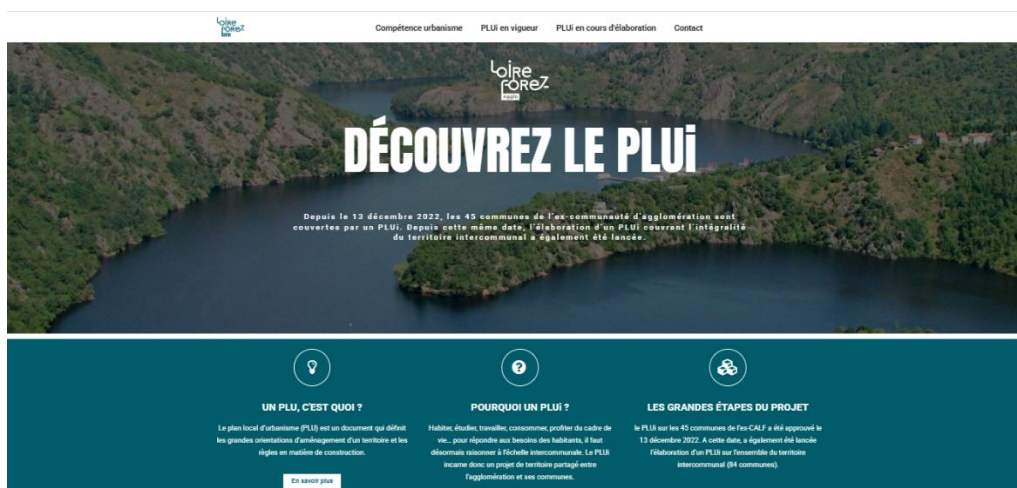 Loire
FOREZ
Compétence urbanisme PLUi en vigueur PLUi en cours d'élaboration Contact
Loire
FOREZ
DÉCOUVREZ LE PLUi
Depuis le 13 décembre 2022, les 45 communes de l'ex-communauté d'agglomération sont
couvertes par un PLUi. Depuis cette même date, l'élaboration d'un PLUi couvrant l'intégralité
du territoire intercommunal a également été lancée.
UN PLU, C'EST QUOI ?
Le plan local d'urbanisme (PLU) est un document qui définit
les grandes orientations d'aménagement d'un territoire et les
règles en matière de construction.
En savoir plus
POURQUOI UN PLUi ?
Habiter, étudier, travailler, consommer, profiter du cadre de
vie... pour répondre aux besoins des habitants, il faut
désormais raisonner à l'échelle intercommunale. Le PLUi
incarne donc un projet de territoire partagé entre
l'agglomération et ses communes.
LES GRANDES ÉTAPES DU PROJET
le PLUi sur les 45 communes de l'ex-CALF a été approuvé le
13 décembre 2022. A cette date, a également été lancée
l'élaboration d'un PLUi sur l'ensemble du territoire
intercommunal (84 communes).